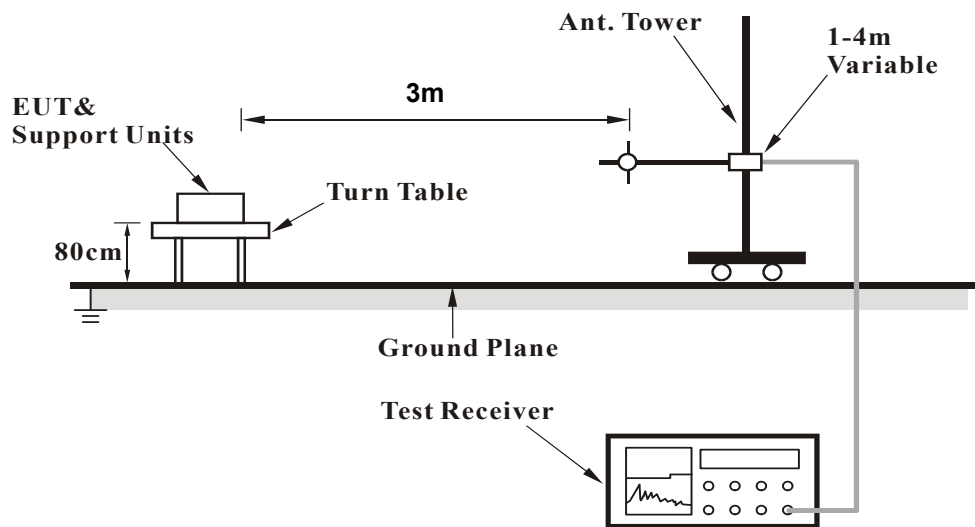 Ant. Tower
1-4m
Variable
3m
EUT&
Support Units
Turn Table
80cm
Ground Plane
Test Receiver